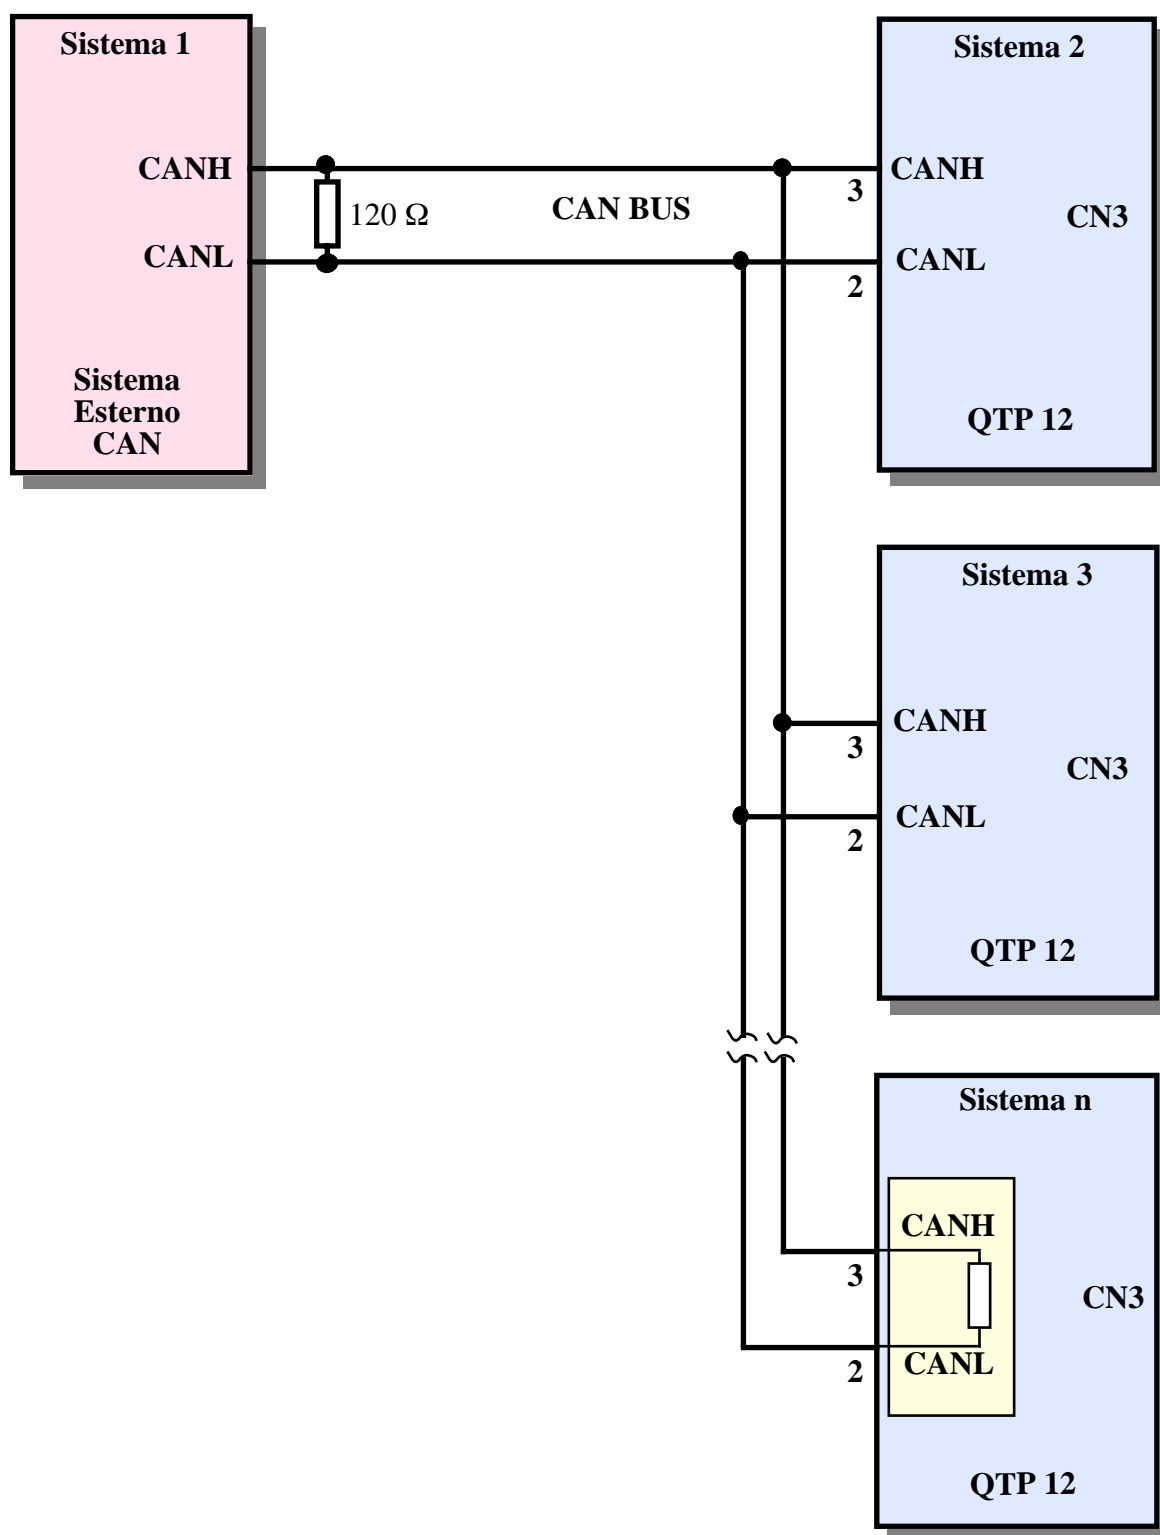 Sistema 1
CANH
CANL
Sistema
Esterno
CAN
120 Ω
CAN BUS
Sistema 2
3
CANH
CN3
CANL
2
QTP 12
Sistema 3
CANH
3
CN3
CANL
2
QTP 12
Sistema n
CANH
3
CN3
CANL
2
QTP 12